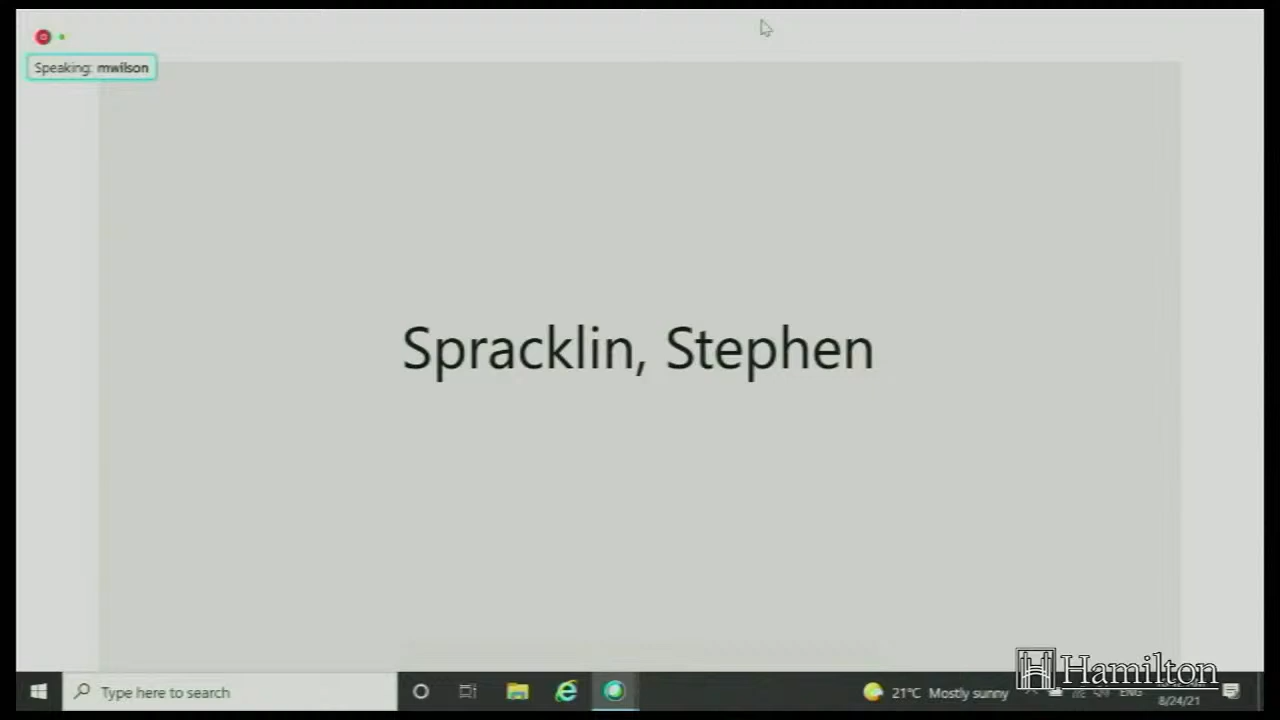 Speaking: mwilson
Spracklin, Stephen
Type here to search
21°C Mostly sunny
ENG
8/24/21
Hamilton